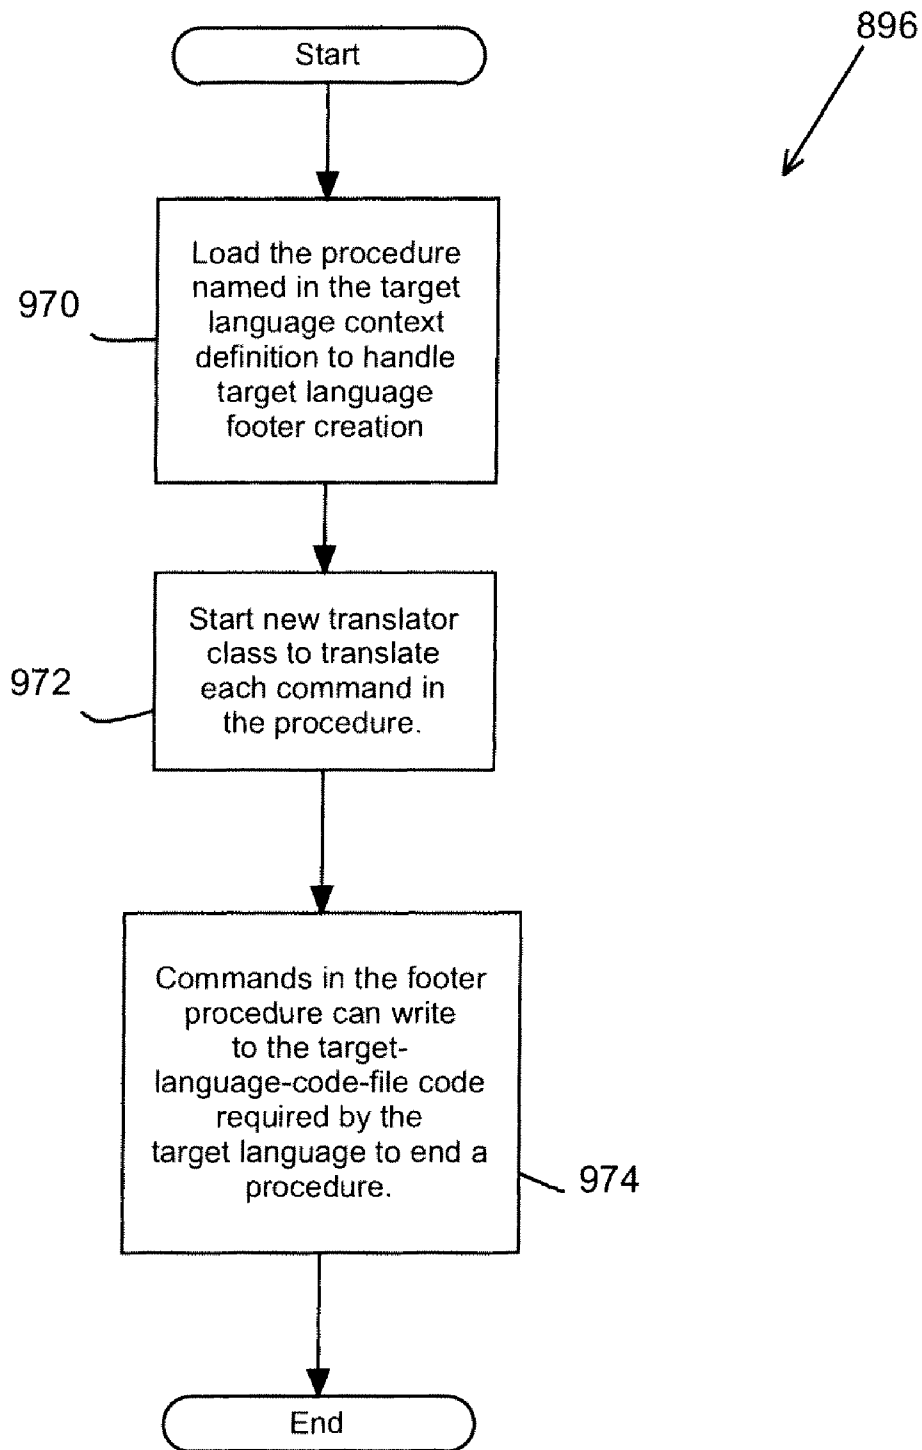 896
Start
Load the procedure
named in the target
language context
definition to handle
target language
footer creation
970
Start new translator
class to translate
each command in
the procedure.
972
Commands in the footer
procedure can write
to the target-
language-code-file code
required by the
target language to end a
procedure.
974
End